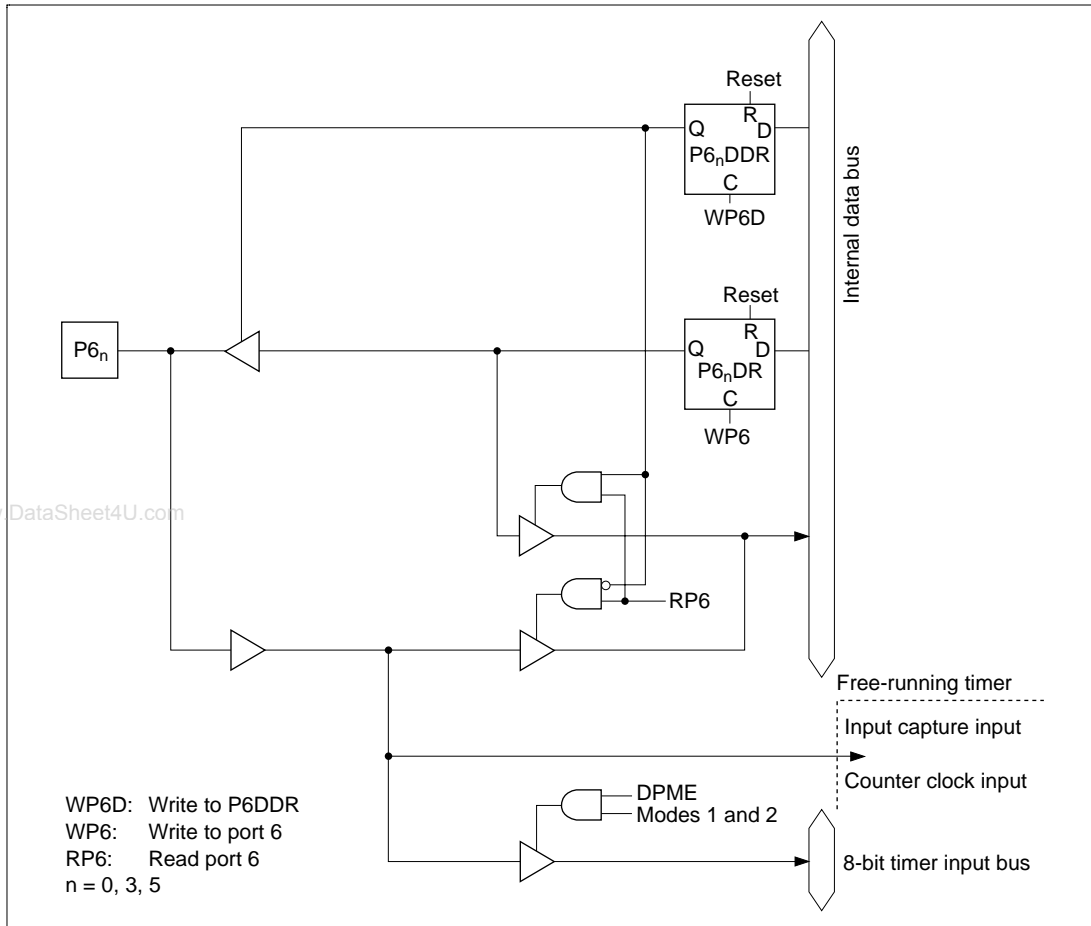 Reset
R
Q
D
P6nDDR
C
WP6D
Internal data bus
Reset
R
P6n
Q
D
P6nDR
C
WP6
.DataSheet4U.com
RP6
Free-running timer
Input capture input
Counter clock input
DPME
Modes 1 and 2
8-bit timer input bus
WP6D: Write to P6DDR
WP6: Write to port 6
RP6: Read port 6
n = 0, 3, 5